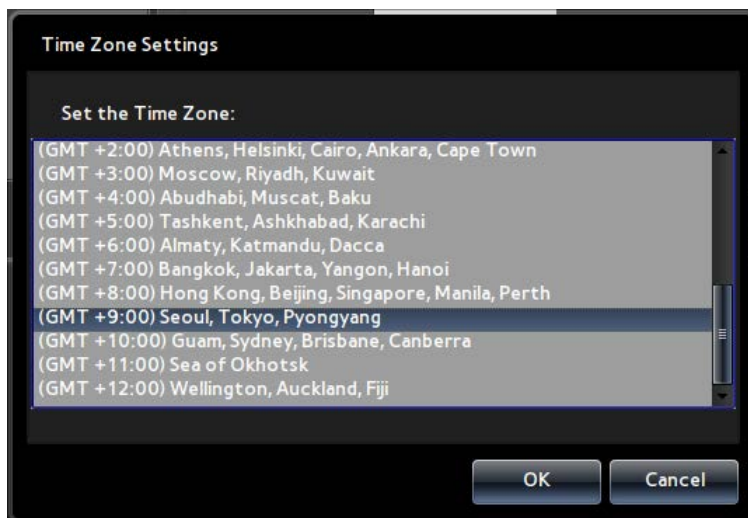 Time Zone Settings
Set the Time Zone:
(GMT +2:00) Athens, Helsinki, Cairo, Ankara, Cape Town
(GMT +3:00) Moscow, Riyadh, Kuwait
(GMT +4:00) Abudhabi, Muscat, Baku
(GMT +5:00) Tashkent, Ashkhabad, Karachi
(GMT +6:00) Almaty, Katmandu, Dacca
(GMT +7:00) Bangkok, Jakarta, Yangon, Hanoi
(GMT +8:00) Hong Kong, Beijing, Singapore, Manila, Perth
(GMT +9:00) Seoul, Tokyo, Pyongyang
(GMT +10:00) Guam, Sydney, Brisbane, Canberra
(GMT +11:00) Sea of Okhotsk
(GMT +12:00) Wellington, Auckland, Fiji
OK Cancel